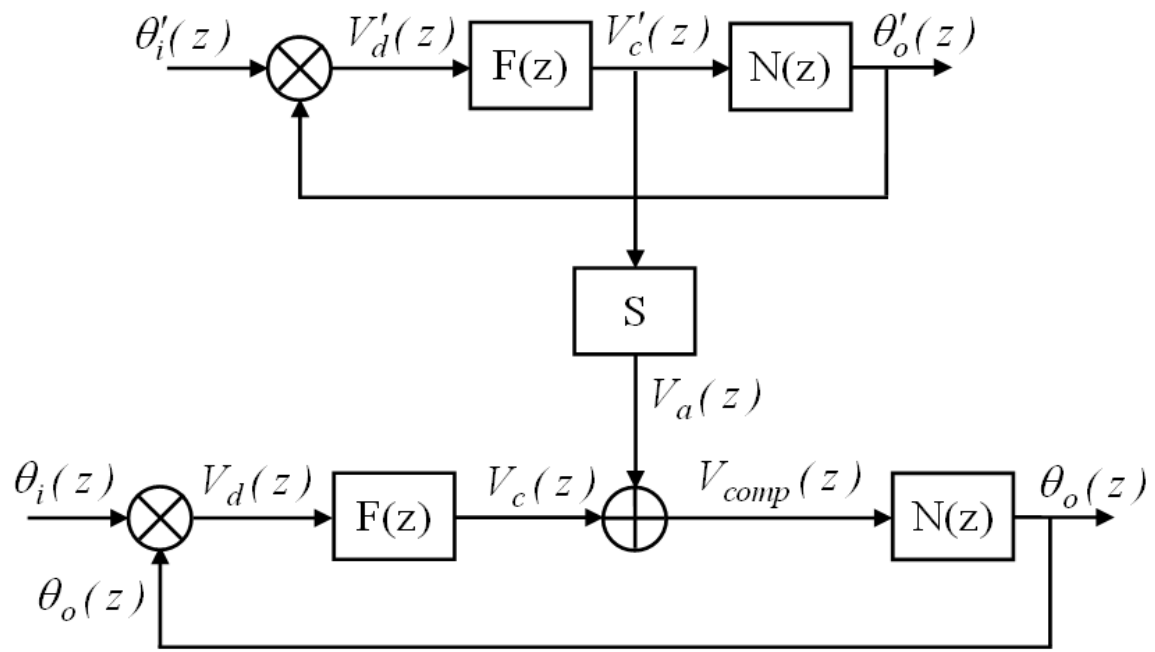 θ′i(z) V′d(z) F(z) V′c(z) N(z) θ′o(z)
S
Va(z)
θi(z) Vd(z) F(z) Vc(z) Vcomp(z) N(z) θo(z)
θo(z)